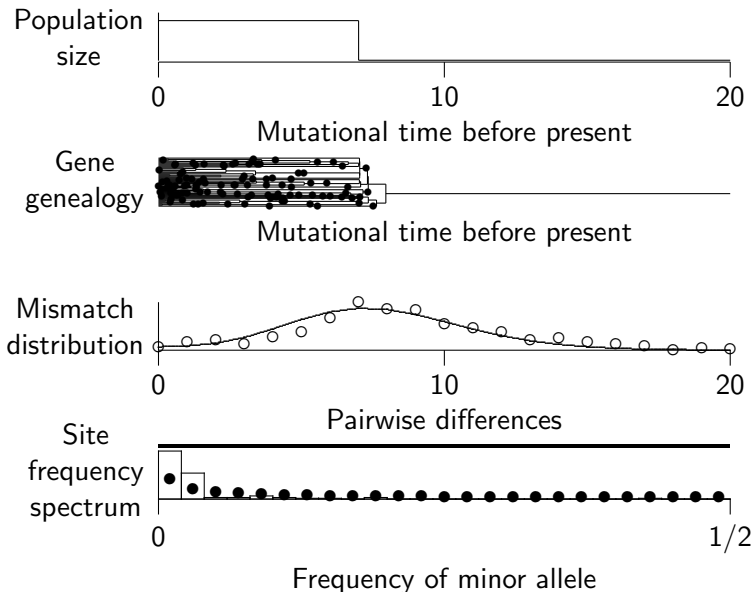 Population
size
0 10 20
Mutational time before present
Gene
genealogy
Mutational time before present
Mismatch
distribution
0 10 20
Pairwise differences
Site
frequency
spectrum
0 1/2
Frequency of minor allele